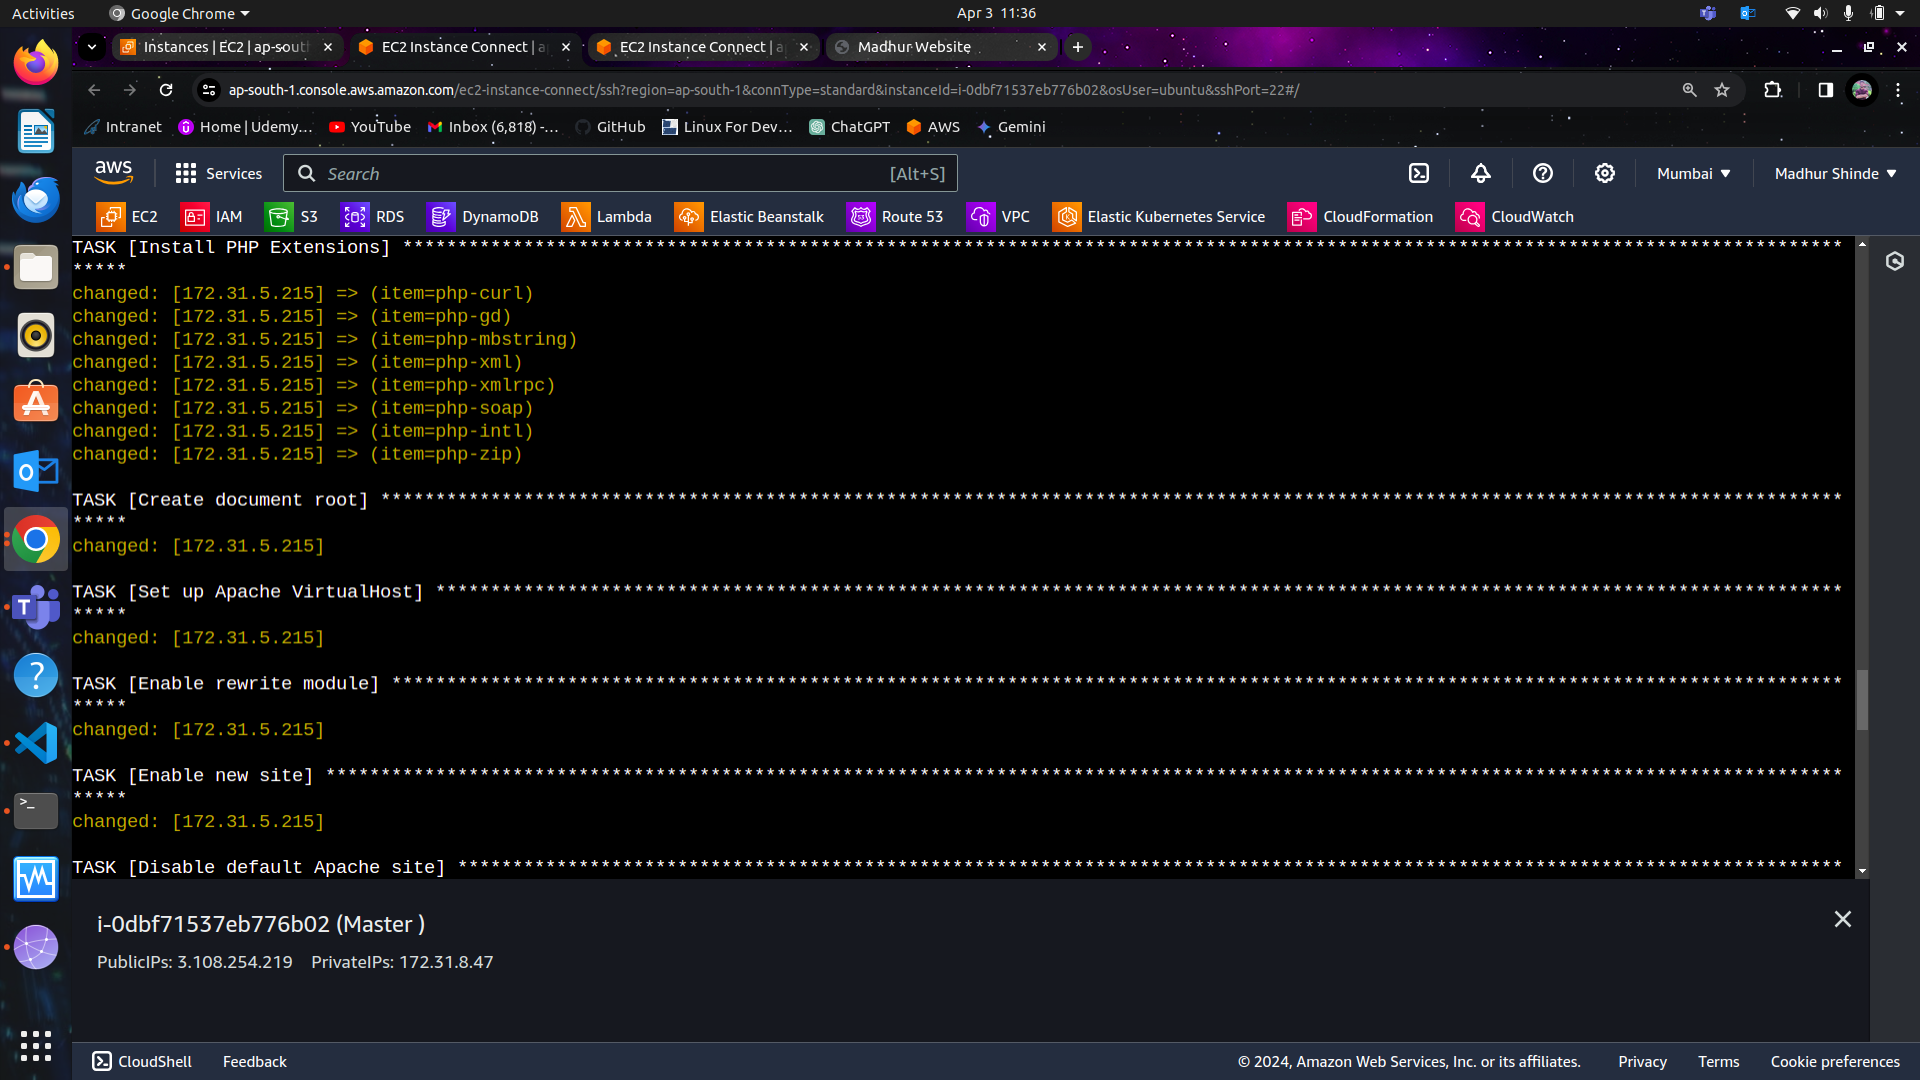 Activities
Google Chrome
Apr 3 11:36
Instances | EC2 | ap-sout
EC2 Instance Connect | a
EC2 Instance Connect | a
Madhur Website
ap-south-1.console.aws.amazon.com/ec2-instance-connect/ssh?region=ap-south-1&connType=standard&instanceId=i-0dbf71537eb776b02&osUser=ubuntu&sshPort=22#/
Intranet
Home | Udemy...
YouTube
Inbox (6,818) -...
GitHub
Linux For Dev...
ChatGPT
AWS
Gemini
aws
Services
Search
[Alt+S]
Mumbai
Madhur Shinde
EC2
IAM
S3
RDS
DynamoDB
Lambda
Elastic Beanstalk
Route 53
VPC
Elastic Kubernetes Service
CloudFormation
CloudWatch
TASK [Install PHP Extensions] ***********************************************************************************************************************************
*****
changed: [172.31.5.215] => (item=php-curl)
changed: [172.31.5.215] => (item=php-gd)
changed: [172.31.5.215] => (item=php-mbstring)
changed: [172.31.5.215] => (item=php-xml)
changed: [172.31.5.215] => (item=php-xmlrpc)
changed: [172.31.5.215] => (item=php-soap)
changed: [172.31.5.215] => (item=php-intl)
changed: [172.31.5.215] => (item=php-zip)
TASK [Create document root] *************************************************************************************************************************************
*****
changed: [172.31.5.215]
TASK [Set up Apache VirtualHost] ********************************************************************************************************************************
*****
changed: [172.31.5.215]
TASK [Enable rewrite module] ************************************************************************************************************************************
*****
changed: [172.31.5.215]
TASK [Enable new site] ******************************************************************************************************************************************
*****
changed: [172.31.5.215]
TASK [Disable default Apache site] ******************************************************************************************************************************
i-0dbf71537eb776b02 (Master )
PublicIPs: 3.108.254.219 PrivateIPs: 172.31.8.47
CloudShell
Feedback
© 2024, Amazon Web Services, Inc. or its affiliates.
Privacy
Terms
Cookie preferences